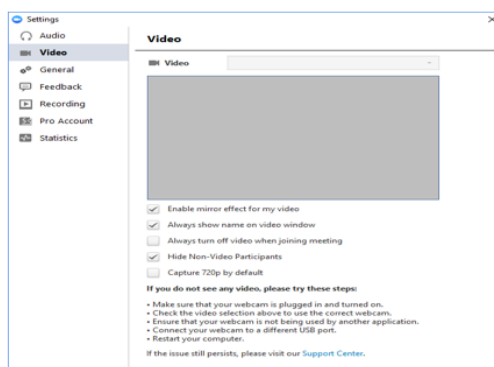 Settings
Audio
Video
General
Feedback
Recording
Pro Account
Statistics
Video
Video
Enable mirror effect for my video
Always show name on video window
Always turn off video when joining meeting
Hide Non-Video Participants
Capture 720p by default
If you do not see any video, please try these steps:
• Make sure that your webcam is plugged in and turned on.
• Check the video selection above to use the correct webcam.
• Ensure that your webcam is not being used by another application.
• Connect your webcam to a different USB port.
• Restart your computer.
If the issue still persists, please visit our Support Center.